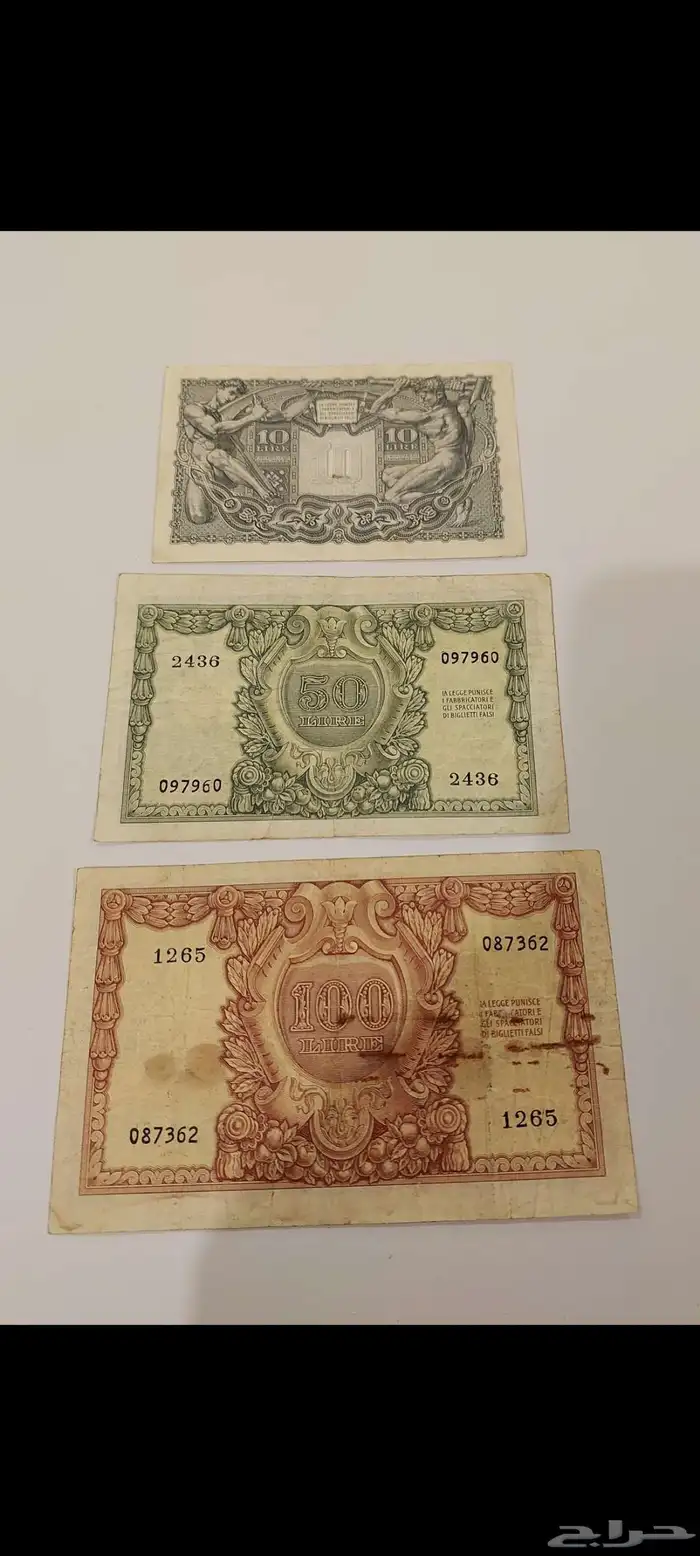 10
LIRE
10
LIRE
2436
097960
50
LIRE
LA LEGGE PUNISCE
I FABBRICATORI E
GLI SPACCIATORI
DI BIGLIETTI FALSI
097960
2436
1265
087362
100
LIRE
LA LEGGE PUNISCE
I FABBRICATORI E
GLI SPACCIATORI
DI BIGLIETTI FALSI
087362
1265
حراج